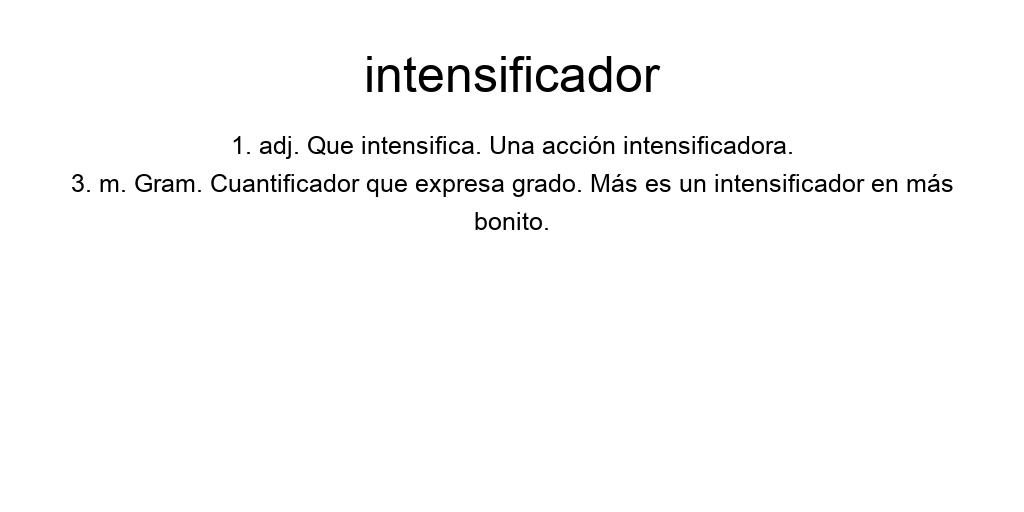 intensificador
1. adj. Que intensifica. Una acción intensificadora.
3. m. Gram. Cuantificador que expresa grado. Más es un intensificador en más
bonito.